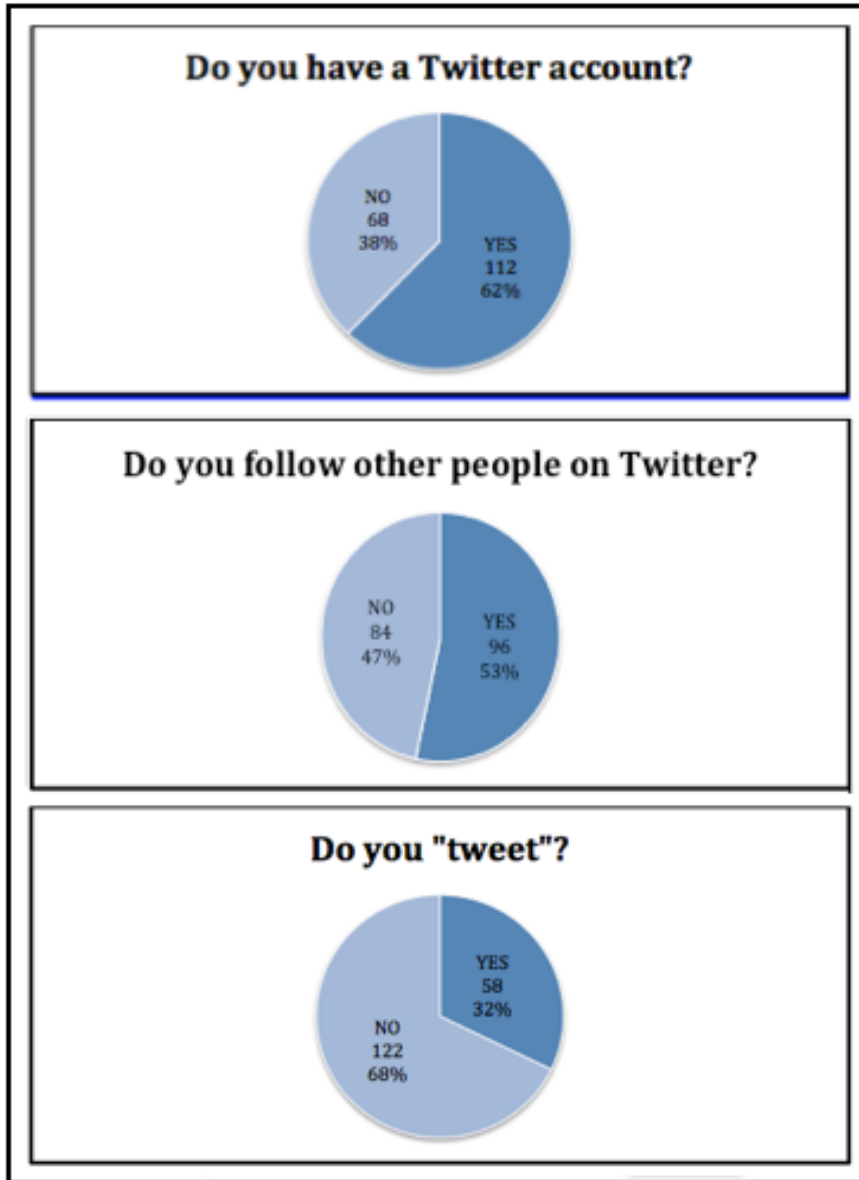 Do you have a Twitter account?
NO
68
38%
YES
112
62%
Do you follow other people on Twitter?
NO
84
47%
YES
96
53%
Do you "tweet"?
YES
58
32%
NO
122
68%